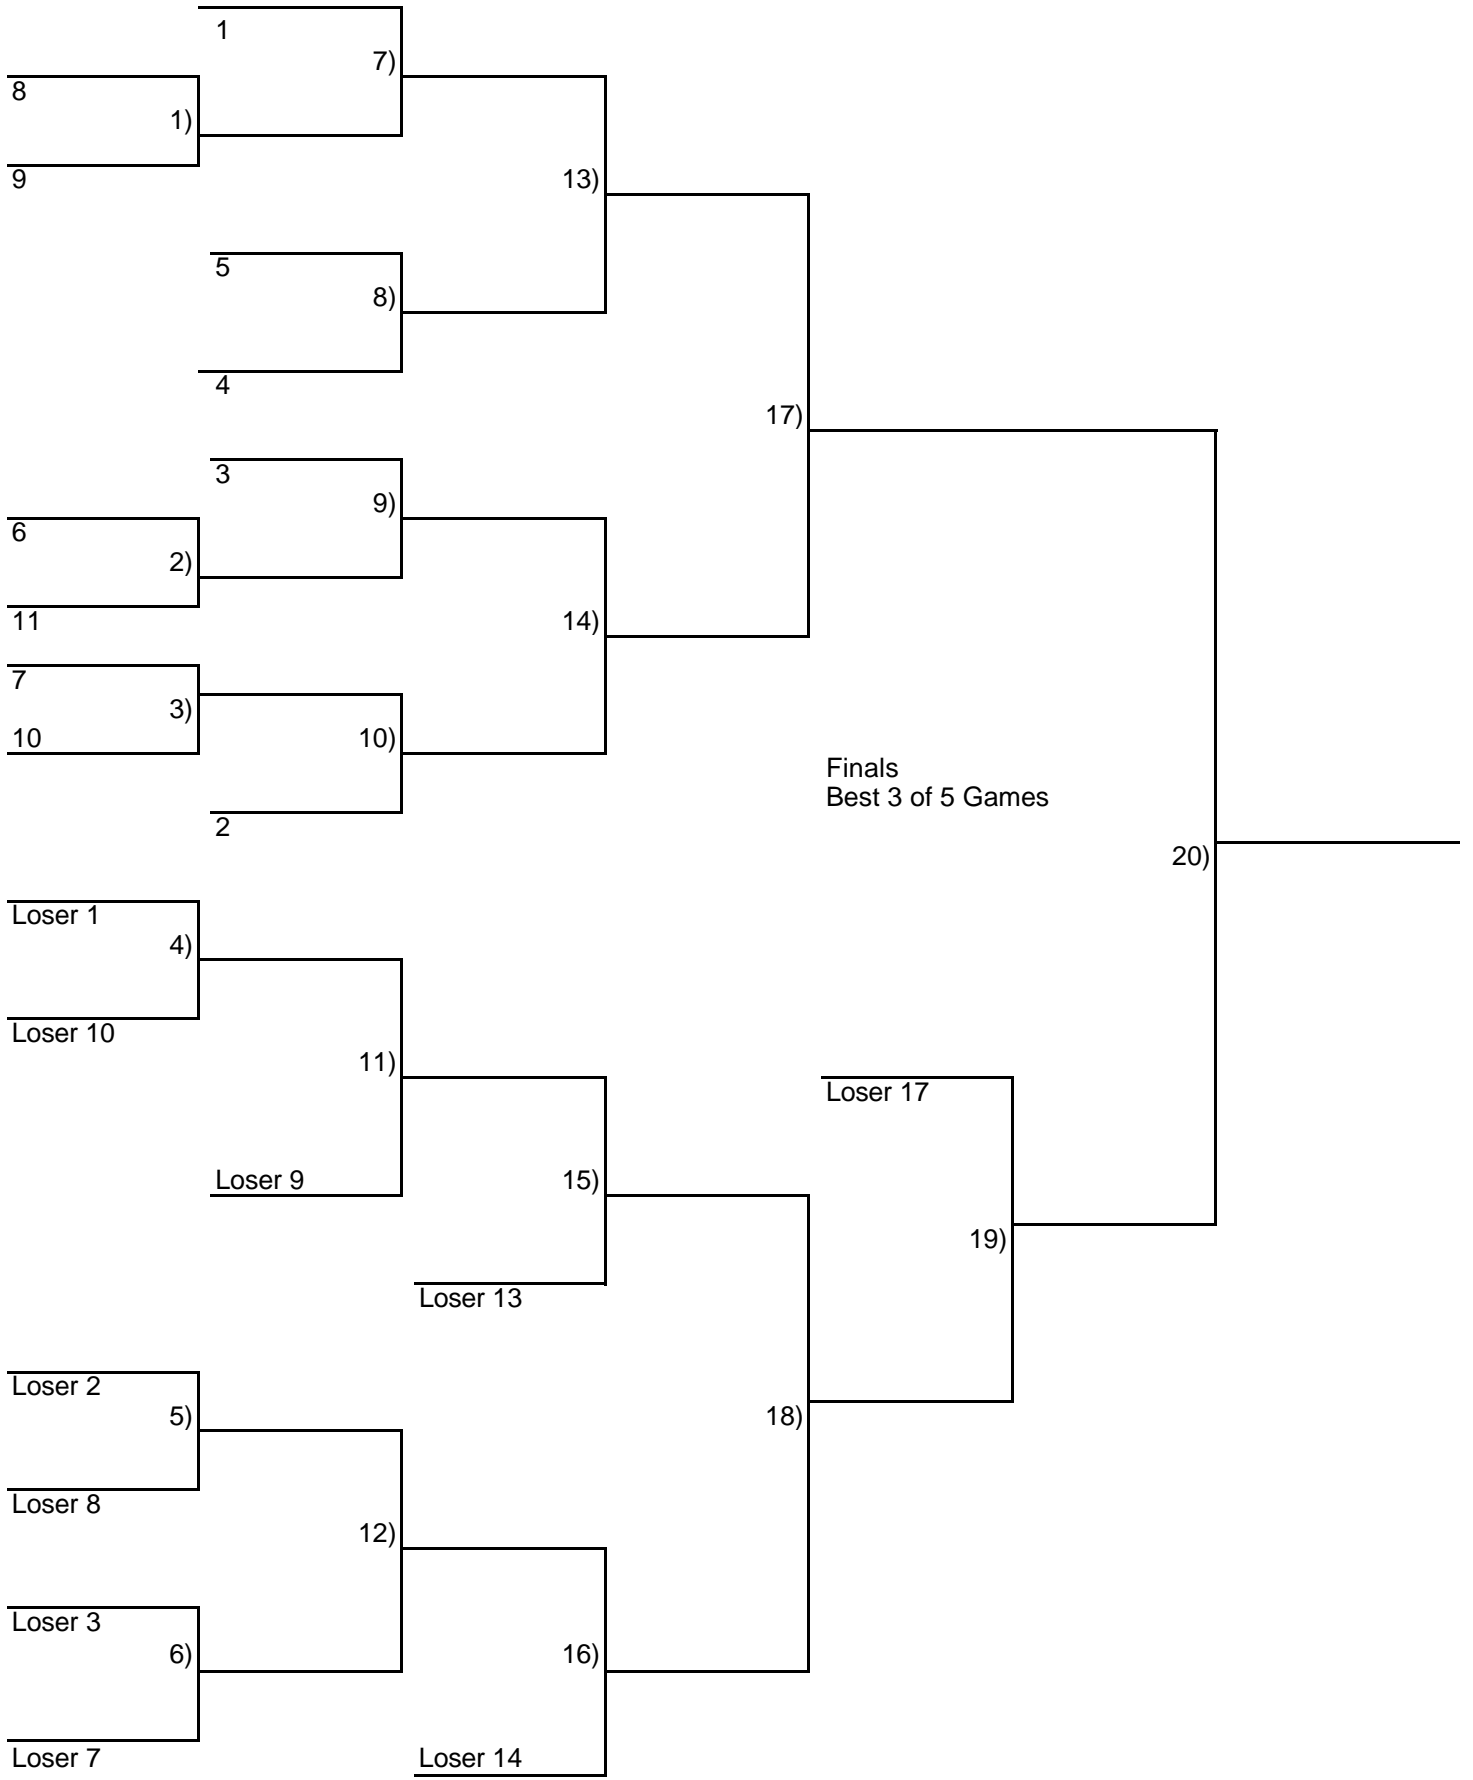 1
7)
8
1)
9
13)
5
8)
4
17)
3
9)
6
2)
11
14)
7
3)
10
10)
2
Finals
Best 3 of 5 Games
20)
Loser 1
4)
Loser 10
11)
Loser 17
Loser 9
15)
19)
Loser 13
Loser 2
5)
18)
Loser 8
12)
Loser 3
6)
16)
Loser 7
Loser 14